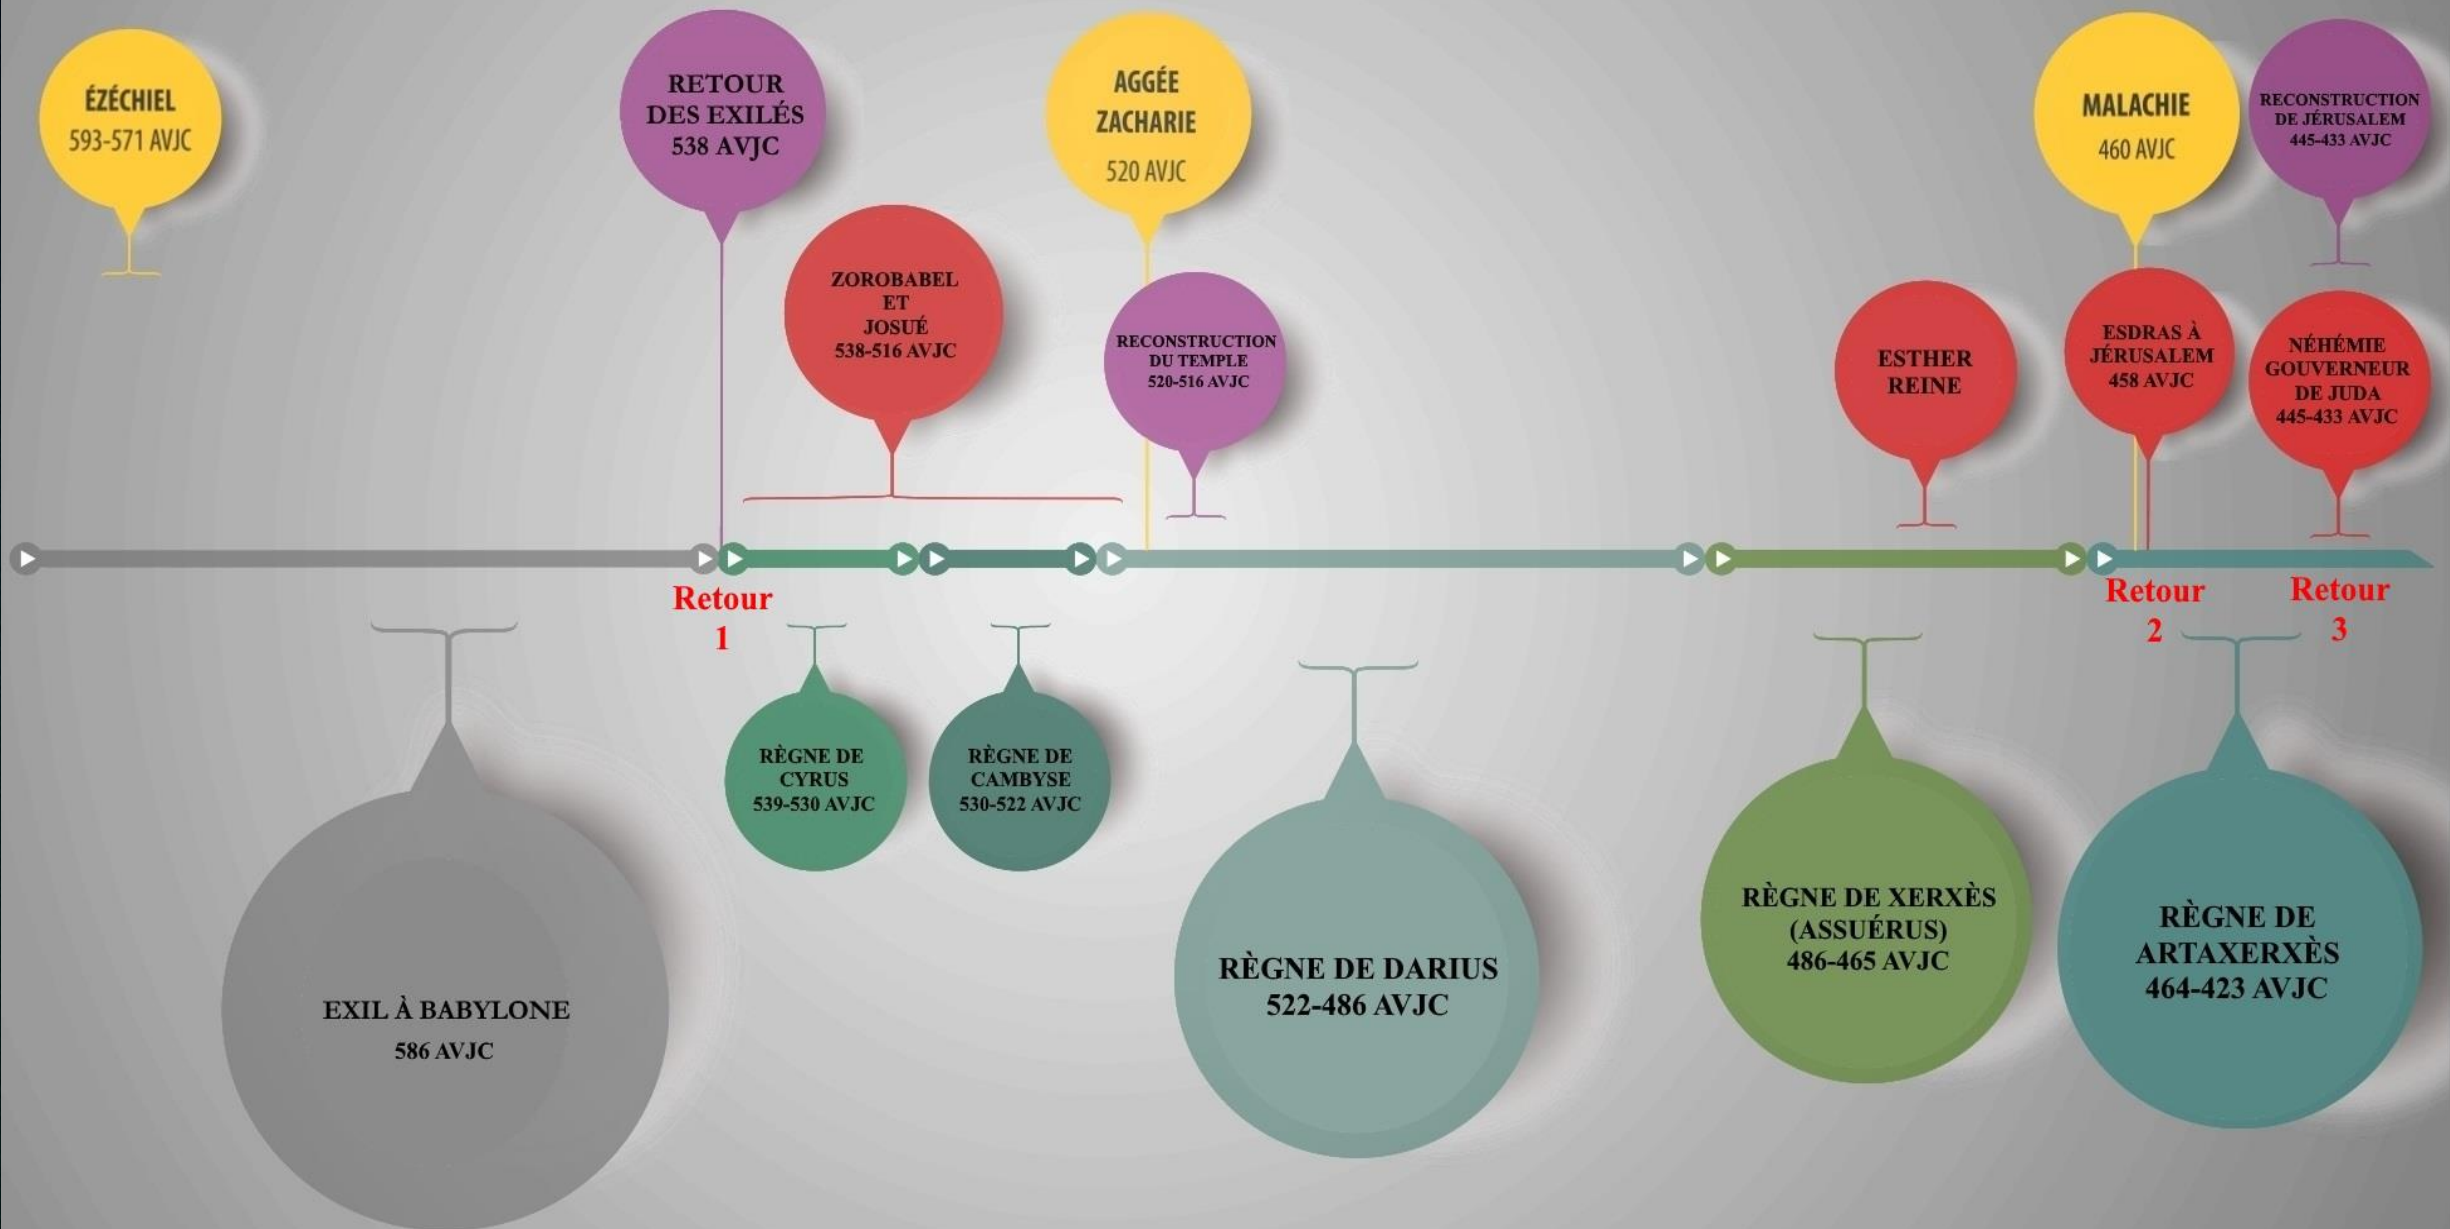 ÉZÉCHIEL
593-571 AVJC
RETOUR
DES EXILÉS
538 AVJC
ZOROBABEL
ET
JOSUÉ
538-516 AVJC
AGGÉE
ZACHARIE
520 AVJC
RECONSTRUCTION
DU TEMPLE
520-516 AVJC
ESTHER
REINE
MALACHIE
460 AVJC
ESDRAS À
JÉRUSALEM
458 AVJC
RECONSTRUCTION
DE JÉRUSALEM
445-433 AVJC
NÉHÉMIE
GOUVERNEUR
DE JUDA
445-433 AVJC
Retour
1
Retour
2
Retour
3
EXIL À BABYLONE
586 AVJC
RÈGNE DE
CYRUS
539-530 AVJC
RÈGNE DE
CAMBYSE
530-522 AVJC
RÈGNE DE DARIUS
522-486 AVJC
RÈGNE DE XERXÈS
(ASSUÉRUS)
486-465 AVJC
RÈGNE DE
ARTAXERXÈS
464-423 AVJC